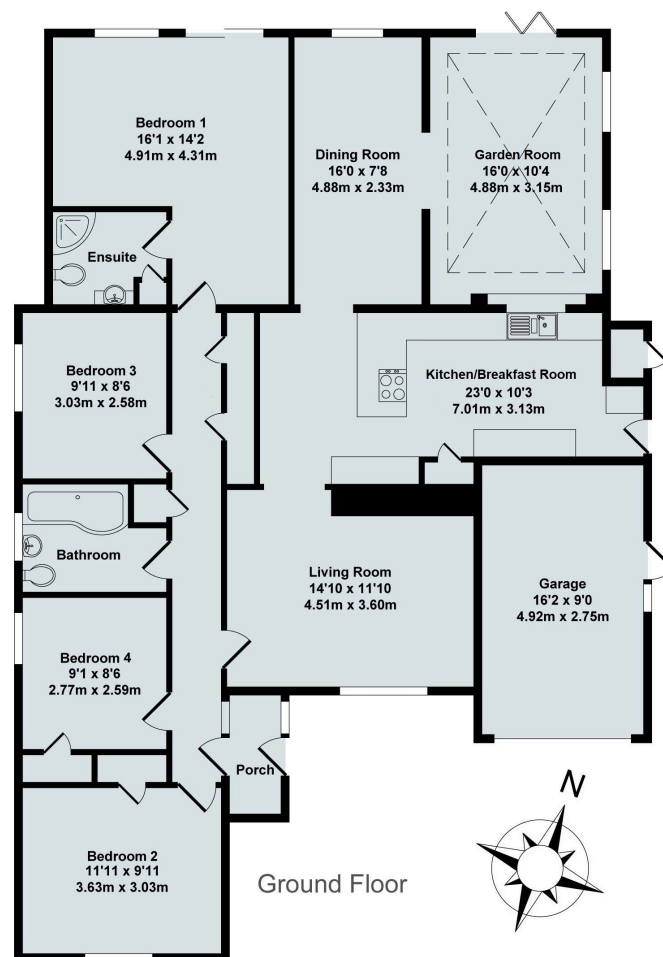 Bedroom 1
16'1 x 14'2
4.91m x 4.31m
Dining Room
16'0 x 7'8
4.88m x 2.33m
Garden Room
16'0 x 10'4
4.88m x 3.15m
Ensuite
Bedroom 3
9'11 x 8'6
3.03m x 2.58m
Kitchen/Breakfast Room
23'0 x 10'3
7.01m x 3.13m
Bathroom
Living Room
14'10 x 11'10
4.51m x 3.60m
Garage
16'2 x 9'0
4.92m x 2.75m
Bedroom 4
9'1 x 8'6
2.77m x 2.59m
Porch
N
Bedroom 2
11'11 x 9'11
3.63m x 3.03m
Ground Floor